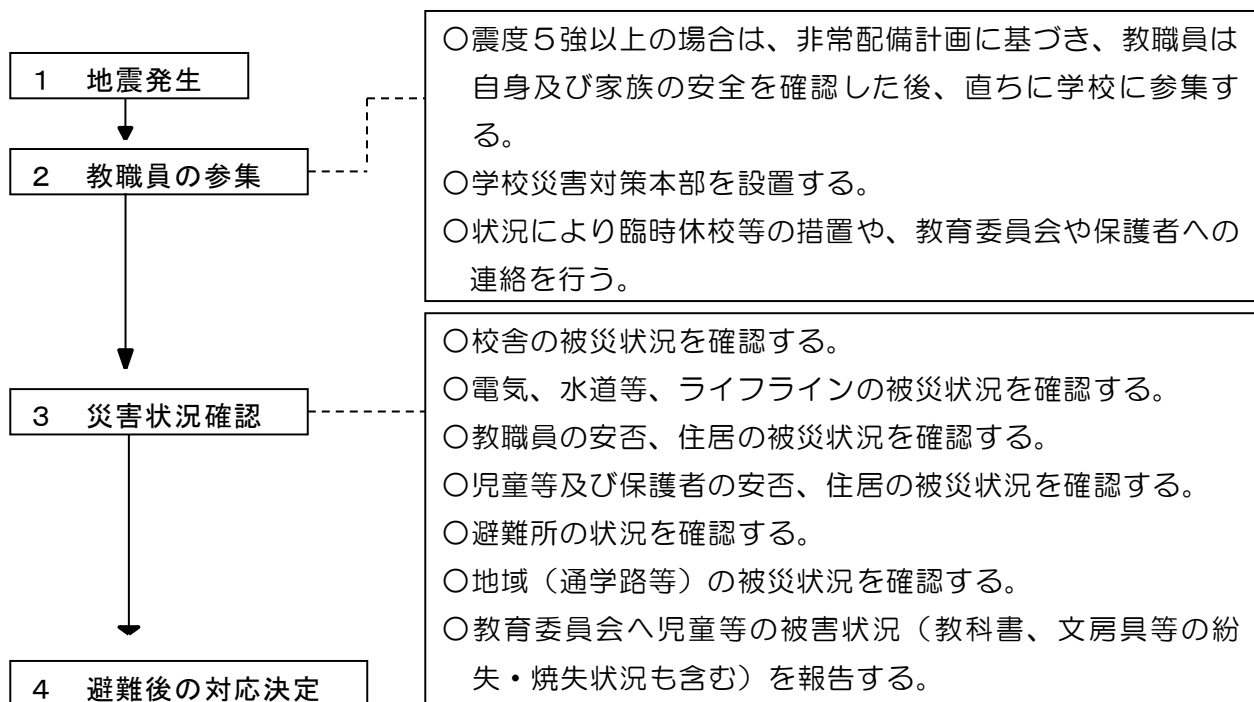 1　地震発生
2　教職員の参集
○震度５強以上の場合は、非常配備計画に基づき、教職員は
自身及び家族の安全を確認した後、直ちに学校に参集す
る。
○学校災害対策本部を設置する。
○状況により臨時休校等の措置や、教育委員会や保護者への
連絡を行う。
3　災害状況確認
○校舎の被災状況を確認する。
○電気、水道等、ライフラインの被災状況を確認する。
○教職員の安否、住居の被災状況を確認する。
○児童等及び保護者の安否、住居の被災状況を確認する。
○避難所の状況を確認する。
○地域（通学路等）の被災状況を確認する。
○教育委員会へ児童等の被害状況（教科書、文房具等の紛
失・焼失状況も含む）を報告する。
4　避難後の対応決定